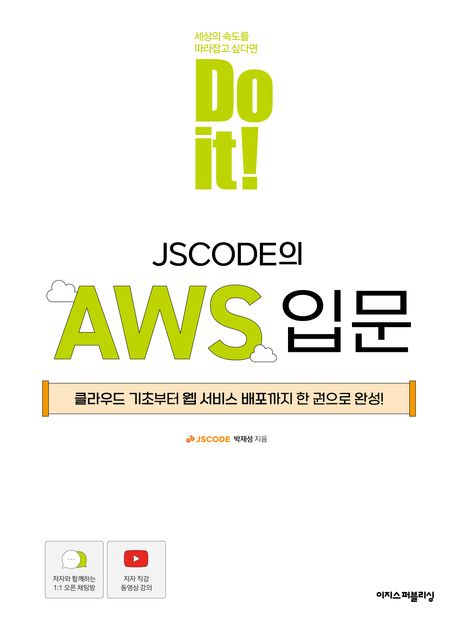 세상의 속도를
따라잡고 싶다면
Do
it!
JSCODE의
AWS 입문
클라우드 기초부터 웹 서비스 배포까지 한 권으로 완성!
JSCODE 박재성 지음
저자와 함께하는
1:1 오픈 채팅방
저자 직강
동영상 강의
이지스퍼블리싱